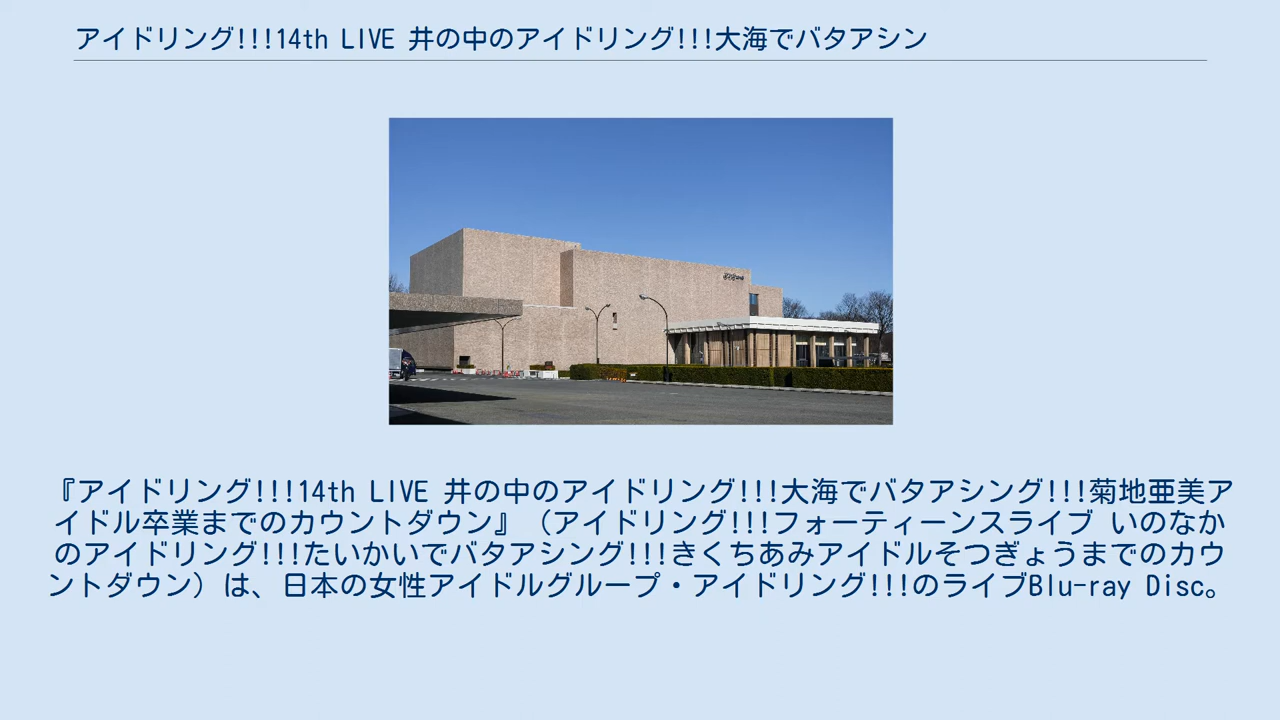 アイドリング!!!14th LIVE 井の中のアイドリング!!!大海でバタアシン
『アイドリング!!!14th LIVE 井の中のアイドリング!!!大海でバタアシング!!!菊地亜美ア
イドル卒業までのカウントダウン』（アイドリング!!!フォーティーンスライブ いのなか
のアイドリング!!!たいかいでバタアシング!!!きくちあみアイドルそつぎょうまでのカウ
ントダウン）は、日本の女性アイドルグループ・アイドリング!!!のライブBlu-ray Disc。